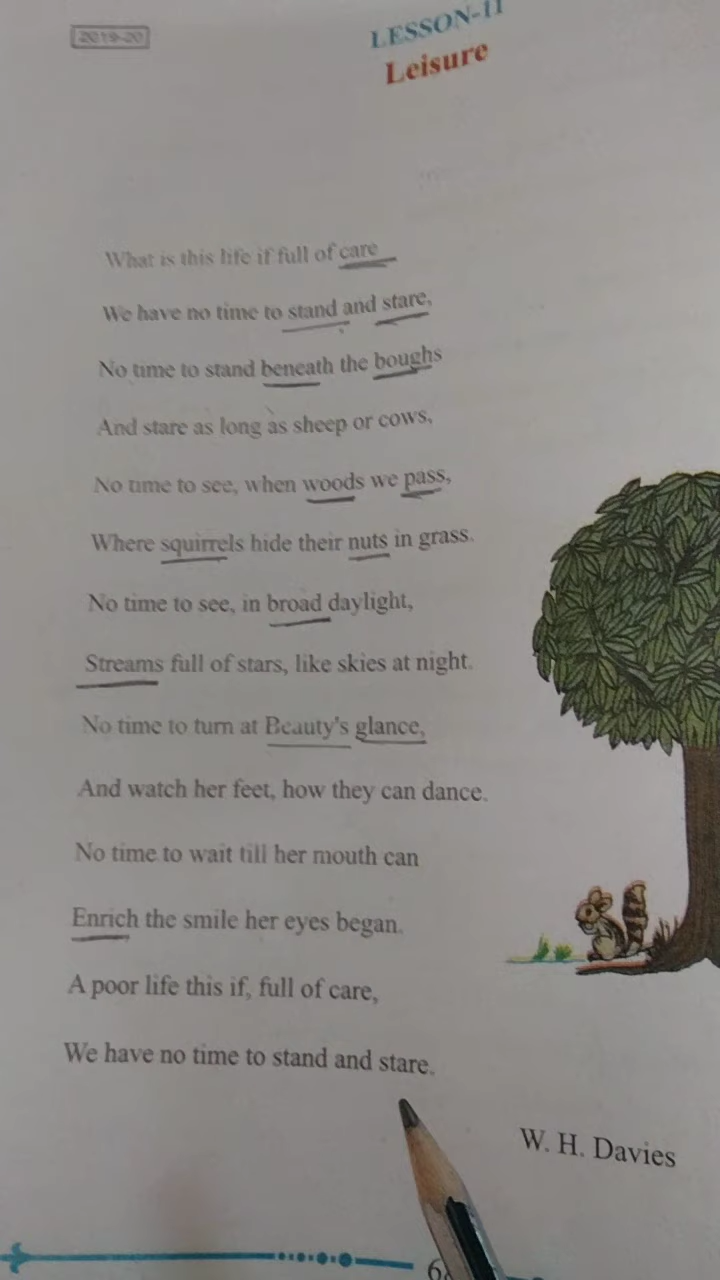 2019-20
LESSON-11
Leisure
What is this life if full of care
We have no time to stand and stare,
No time to stand beneath the boughs
And stare as long as sheep or cows,
No time to see, when woods we pass,
Where squirrels hide their nuts in grass.
No time to see, in broad daylight,
Streams full of stars, like skies at night.
No time to turn at Beauty's glance,
And watch her feet, how they can dance.
No time to wait till her mouth can
Enrich the smile her eyes began.
A poor life this if, full of care,
We have no time to stand and stare.
W. H. Davies